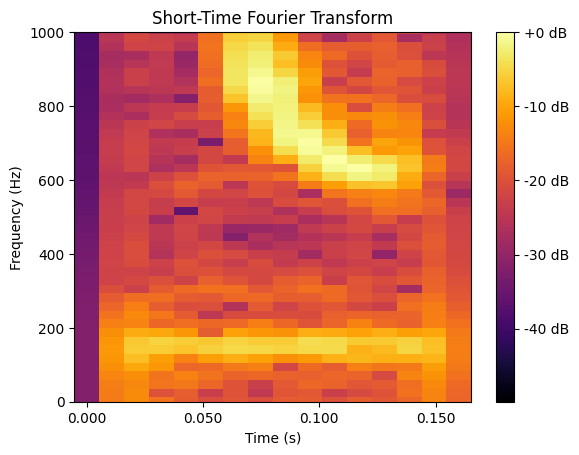 Short-Time Fourier Transform
1000
800
600
400
200
0
Frequency (Hz)
0.000
0.050
0.100
0.150
Time (s)
+0 dB
-10 dB
-20 dB
-30 dB
-40 dB